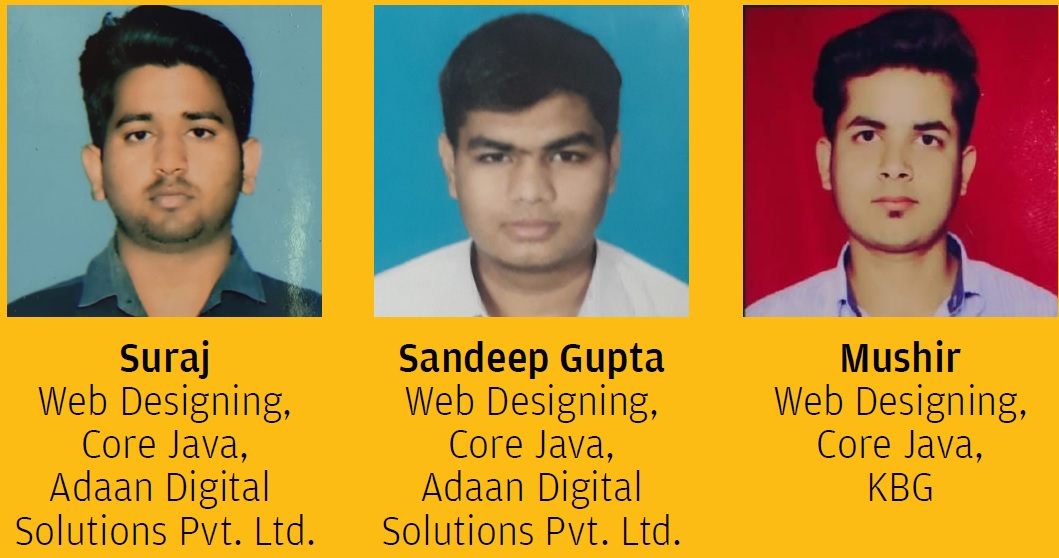 Suraj
Web Designing,
Core Java,
Adaan Digital
Solutions Pvt. Ltd.
Sandeep Gupta
Web Designing,
Core Java,
Adaan Digital
Solutions Pvt. Ltd.
Mushir
Web Designing,
Core Java,
KBG